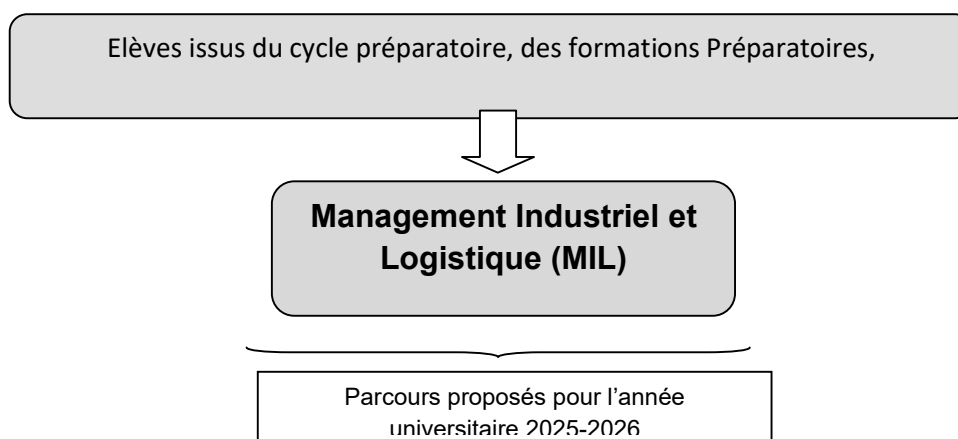 Elèves issus du cycle préparatoire, des formations Préparatoires,
Management Industriel et
Logistique (MIL)
Parcours proposés pour l’année
universitaire 2025-2026